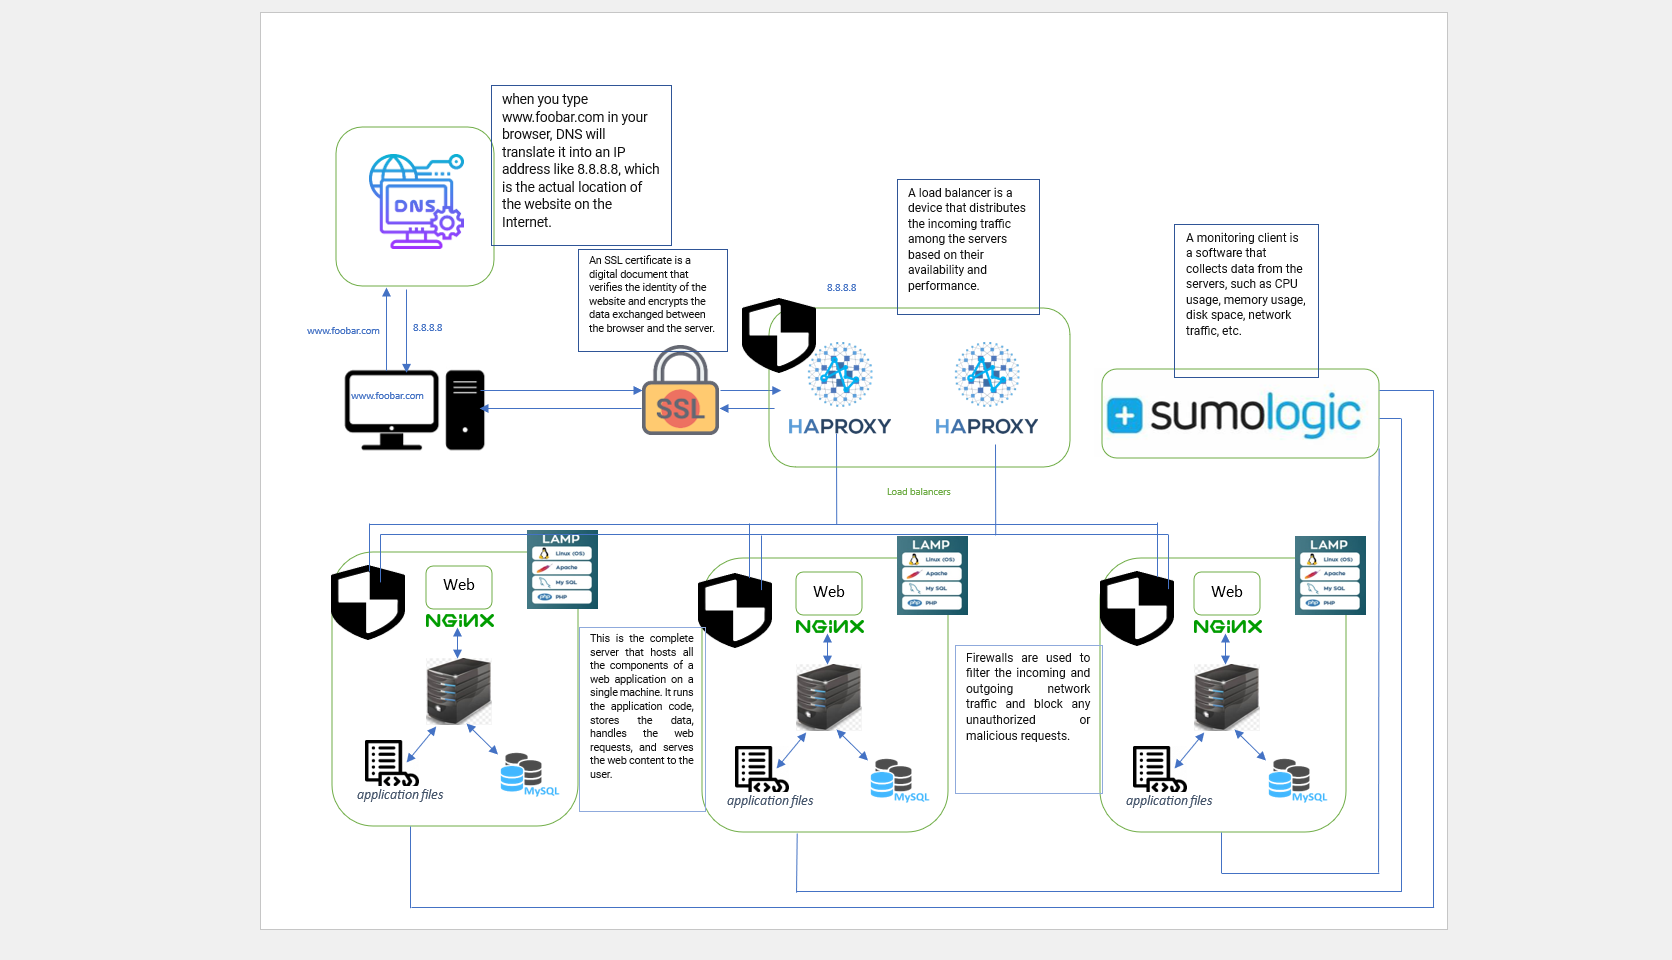 when you type
www.foobar.com in your
browser, DNS will
translate it into an IP
address like 8.8.8.8, which
is the actual location of
the website on the
Internet.
DNS
An SSL certificate is a
digital document that
verifies the identity of the
website and encrypts the
data exchanged between
the browser and the server.
A load balancer is a
device that distributes
the incoming traffic
among the servers
based on their
availability and
performance.
A monitoring client is
a software that
collects data from the
servers, such as CPU
usage, memory usage,
disk space, network
traffic, etc.
8.8.8.8
www.foobar.com
8.8.8.8
www.foobar.com
SSL
HAPROXY
HAPROXY
sumologic
Load balancers
LAMP
Linux (OS)
Apache
My SQL
PHP
php
Web
NGINX
application files
MySQL
This is the complete
server that hosts all
the components of a
web application on a
single machine. It runs
the application code,
stores the data,
handles the web
requests, and serves
the web content to the
user.
LAMP
Linux (OS)
Apache
My SQL
php
PHP
Web
NGINX
application files
MySQL
Firewalls are used to
filter the incoming and
outgoing network
traffic and block any
unauthorized or
malicious requests.
LAMP
Linux (OS)
Apache
My SQL
php
PHP
Web
NGINX
application files
MySQL